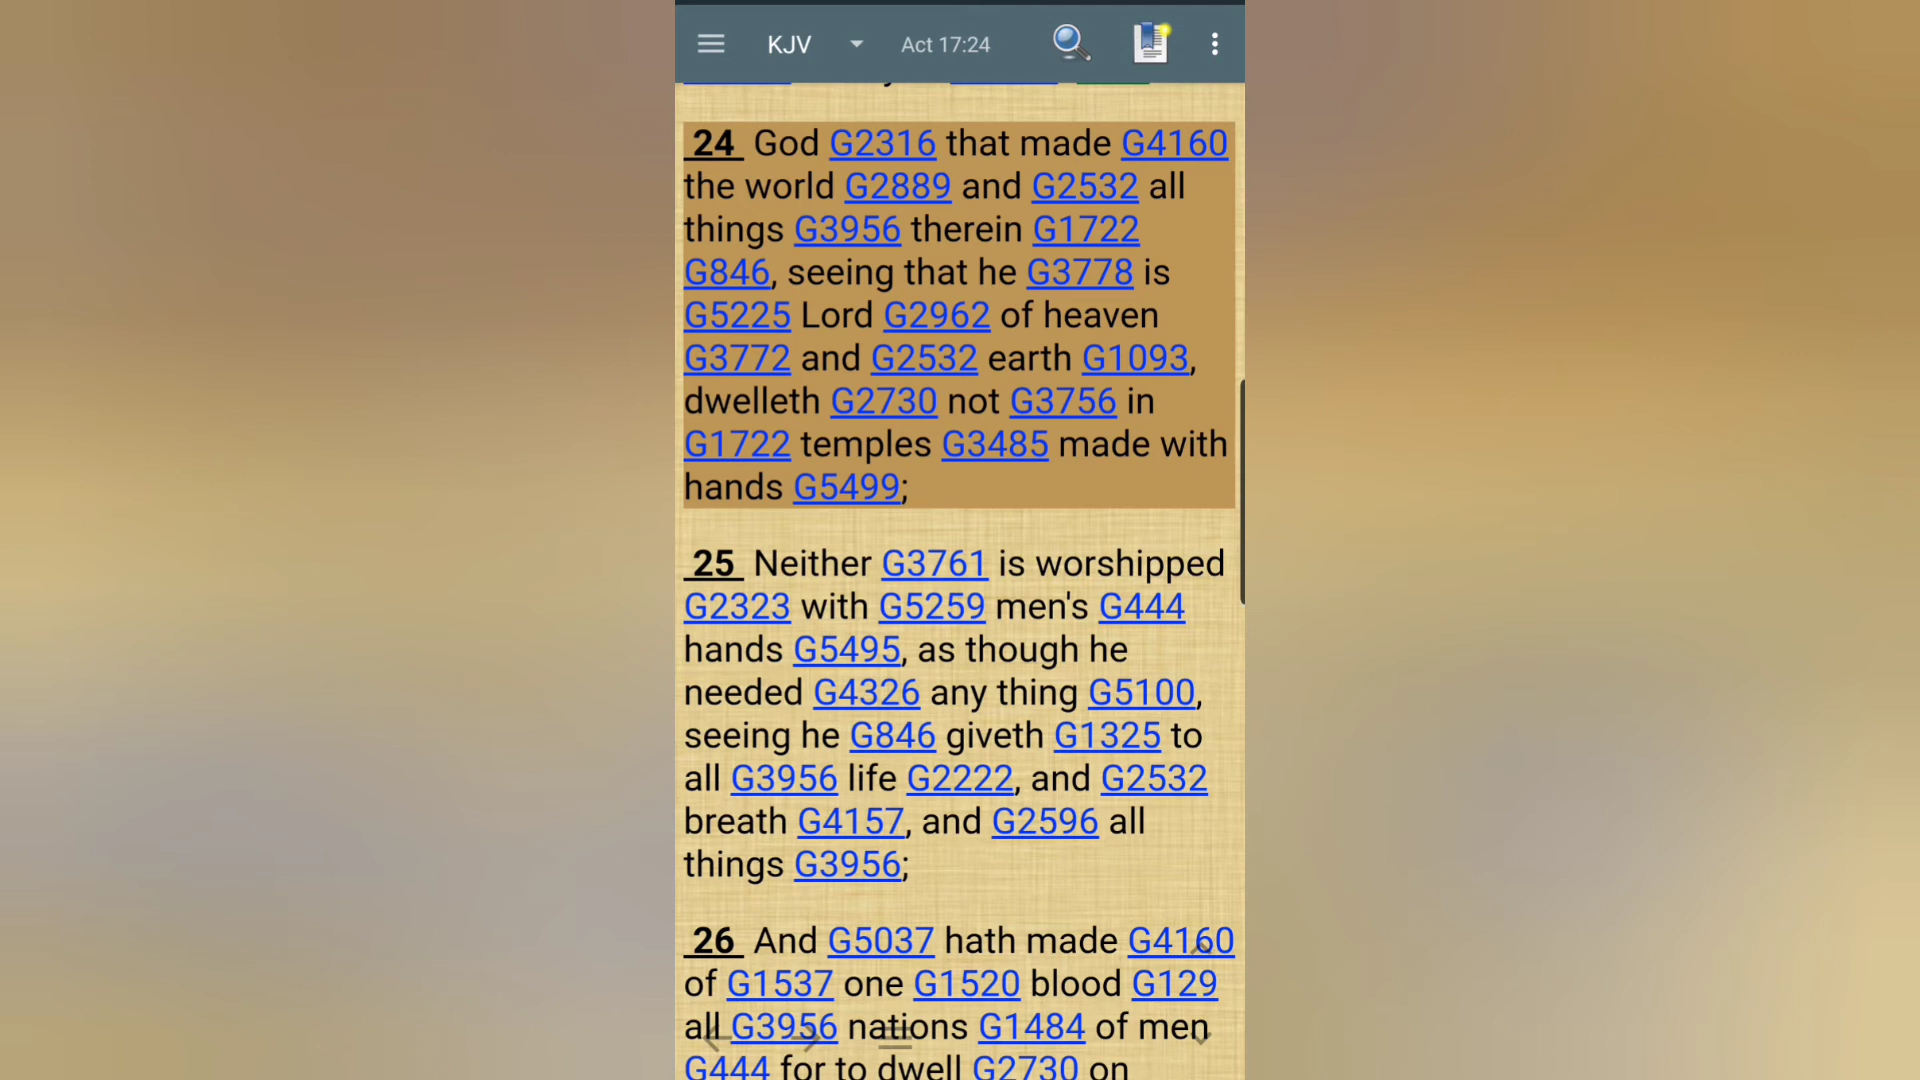 KJV Act 17:24
24 God G2316 that made G4160
the world G2889 and G2532 all
things G3956 therein G1722
G846, seeing that he G3778 is
G5225 Lord G2962 of heaven
G3772 and G2532 earth G1093,
dwelleth G2730 not G3756 in
G1722 temples G3485 made with
hands G5499;
25 Neither G3761 is worshipped
G2323 with G5259 men's G444
hands G5495, as though he
needed G4326 any thing G5100,
seeing he G846 giveth G1325 to
all G3956 life G2222, and G2532
breath G4157, and G2596 all
things G3956;
26 And G5037 hath made G4160
of G1537 one G1520 blood G129
all G3956 nations G1484 of men
G444 for to dwell G2730 on